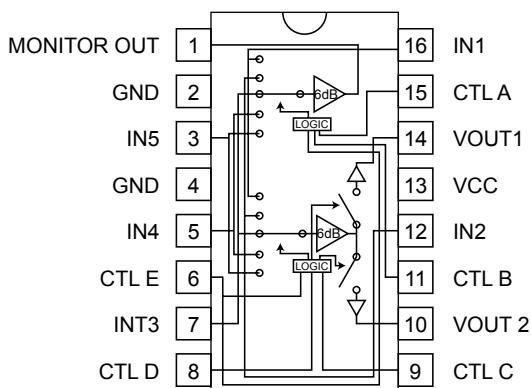 MONITOR OUT 1 16 IN1
GND 2 6dB 15 CTL A
LOGIC
IN5 3 14 VOUT1
GND 4 13 VCC
IN4 5 6dB 12 IN2
LOGIC
CTL E 6 11 CTL B
INT3 7 10 VOUT 2
CTL D 8 9 CTL C